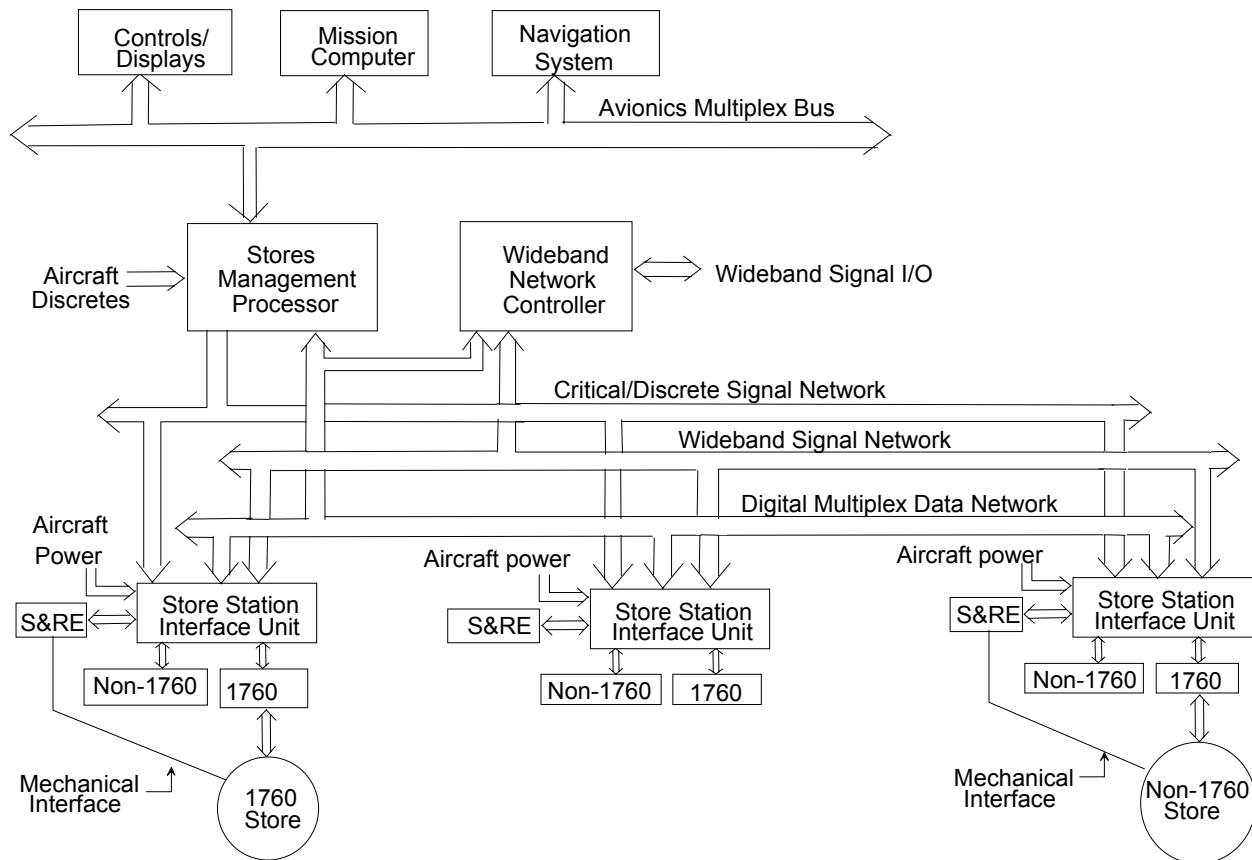 Controls/
Displays
Mission
Computer
Navigation
System
Avionics Multiplex Bus
Stores
Management
Processor
Wideband
Network
Controller
Aircraft
Discretes
Wideband Signal I/O
Critical/Discrete Signal Network
Wideband Signal Network
Digital Multiplex Data Network
Aircraft
Power
Aircraft power
Aircraft power
S&RE
Store Station
Interface Unit
S&RE
Store Station
Interface Unit
S&RE
Store Station
Interface Unit
Non-1760
1760
Non-1760
1760
Non-1760
1760
Mechanical
Interface
1760
Store
Mechanical
Interface
Non-1760
Store